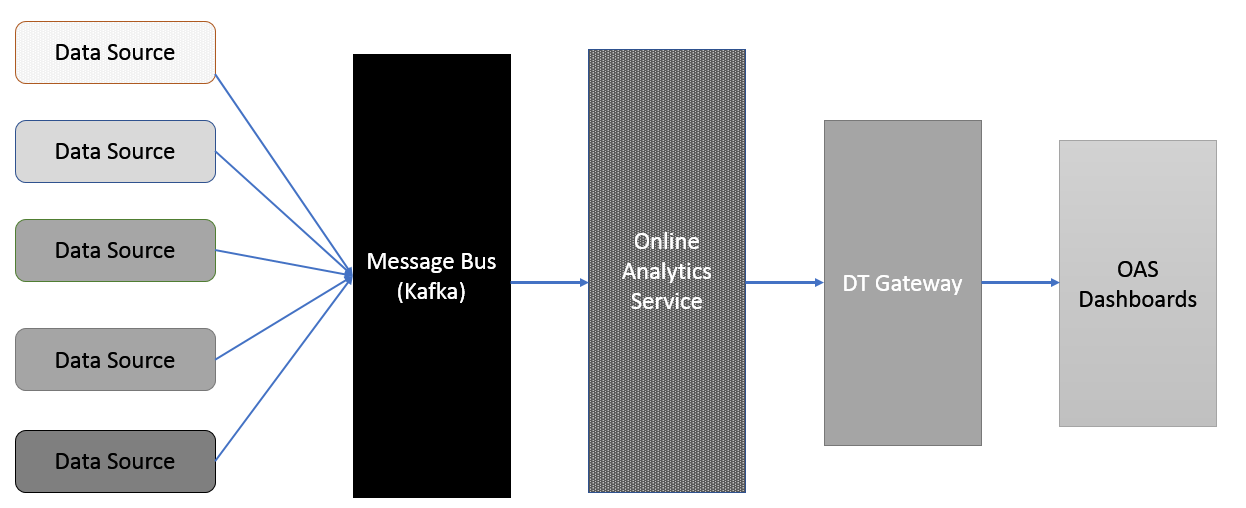 Data Source
Data Source
Data Source
Data Source
Data Source
Message Bus
(Kafka)
Online
Analytics
Service
DT Gateway
OAS
Dashboards